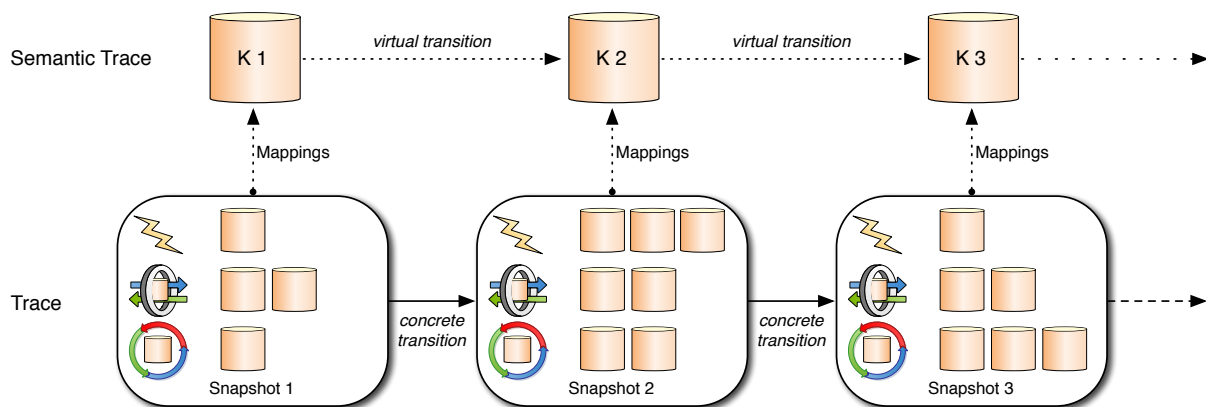 Semantic Trace
K 1
virtual transition
K 2
virtual transition
K 3
Mappings
Mappings
Mappings
Trace
concrete
transition
concrete
transition
Snapshot 1
Snapshot 2
Snapshot 3